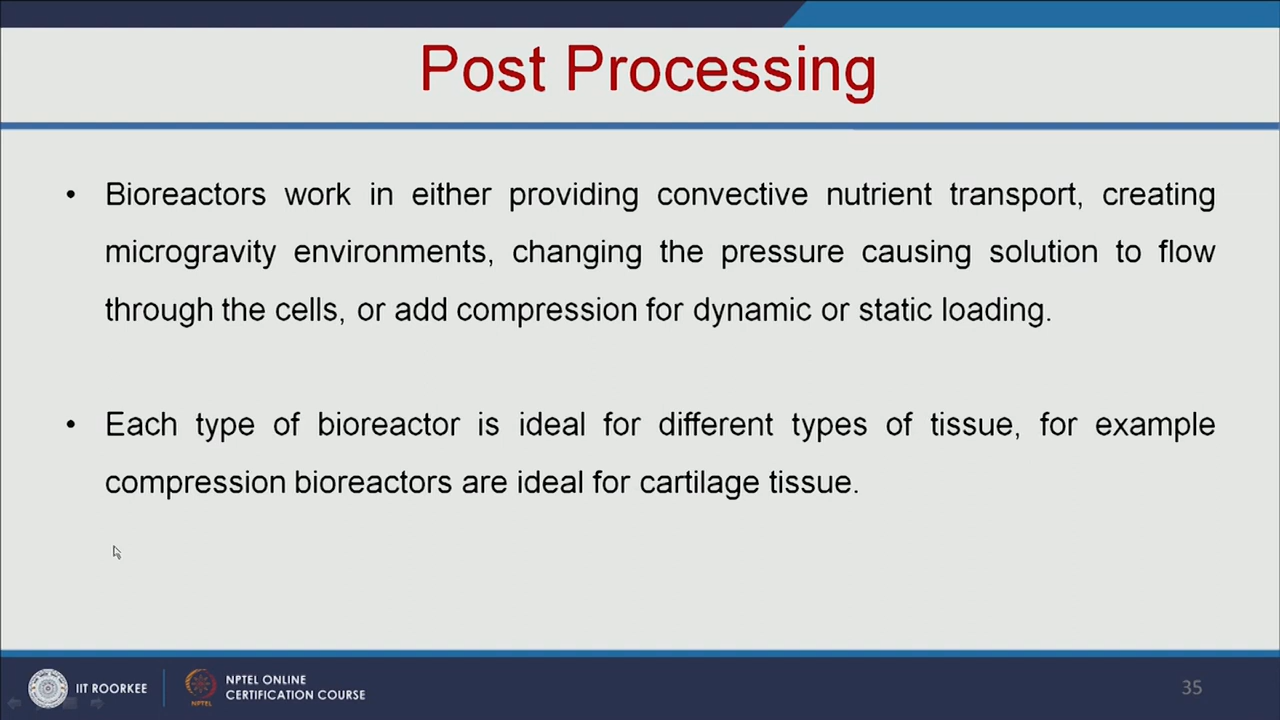 Post Processing
• Bioreactors work in either providing convective nutrient transport, creating
microgravity environments, changing the pressure causing solution to flow
through the cells, or add compression for dynamic or static loading.
• Each type of bioreactor is ideal for different types of tissue, for example
compression bioreactors are ideal for cartilage tissue.
IIT ROORKEE
NPTEL
NPTEL ONLINE
CERTIFICATION COURSE
35